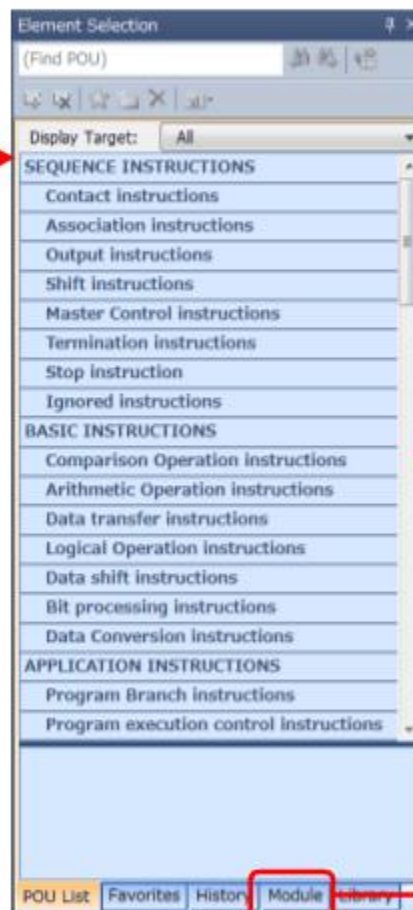 Element Selection
(Find POU)
Display Target: All
SEQUENCE INSTRUCTIONS
Contact instructions
Association instructions
Output instructions
Shift instructions
Master Control instructions
Termination instructions
Stop instruction
Ignored instructions
BASIC INSTRUCTIONS
Comparison Operation instructions
Arithmetic Operation instructions
Data transfer instructions
Logical Operation instructions
Data shift instructions
Bit processing instructions
Data Conversion instructions
APPLICATION INSTRUCTIONS
Program Branch instructions
Program execution control instructions
POU List Favorites History Module Library